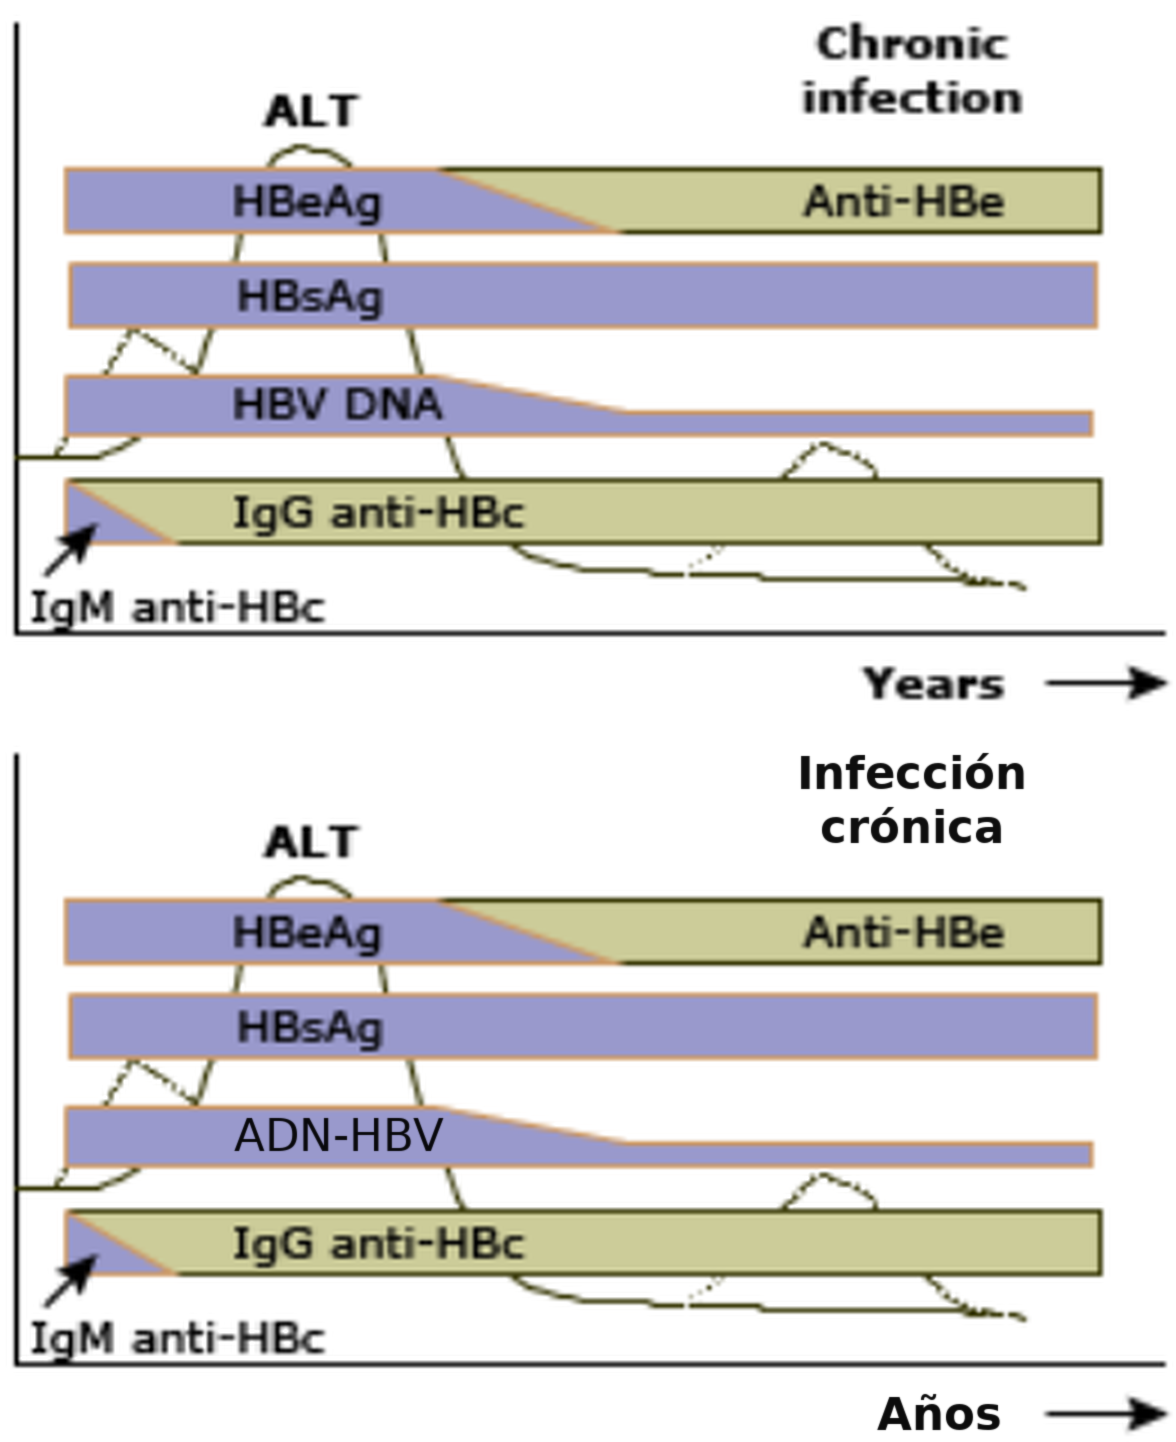 Chronic
infection
ALT
HBeAg
Anti-HBe
HBsAg
HBV DNA
IgG anti-HBc
IgM anti-HBc
Years
Infección
crónica
ALT
HBeAg
Anti-HBe
HBsAg
ADN-HBV
IgG anti-HBc
IgM anti-HBc
Años